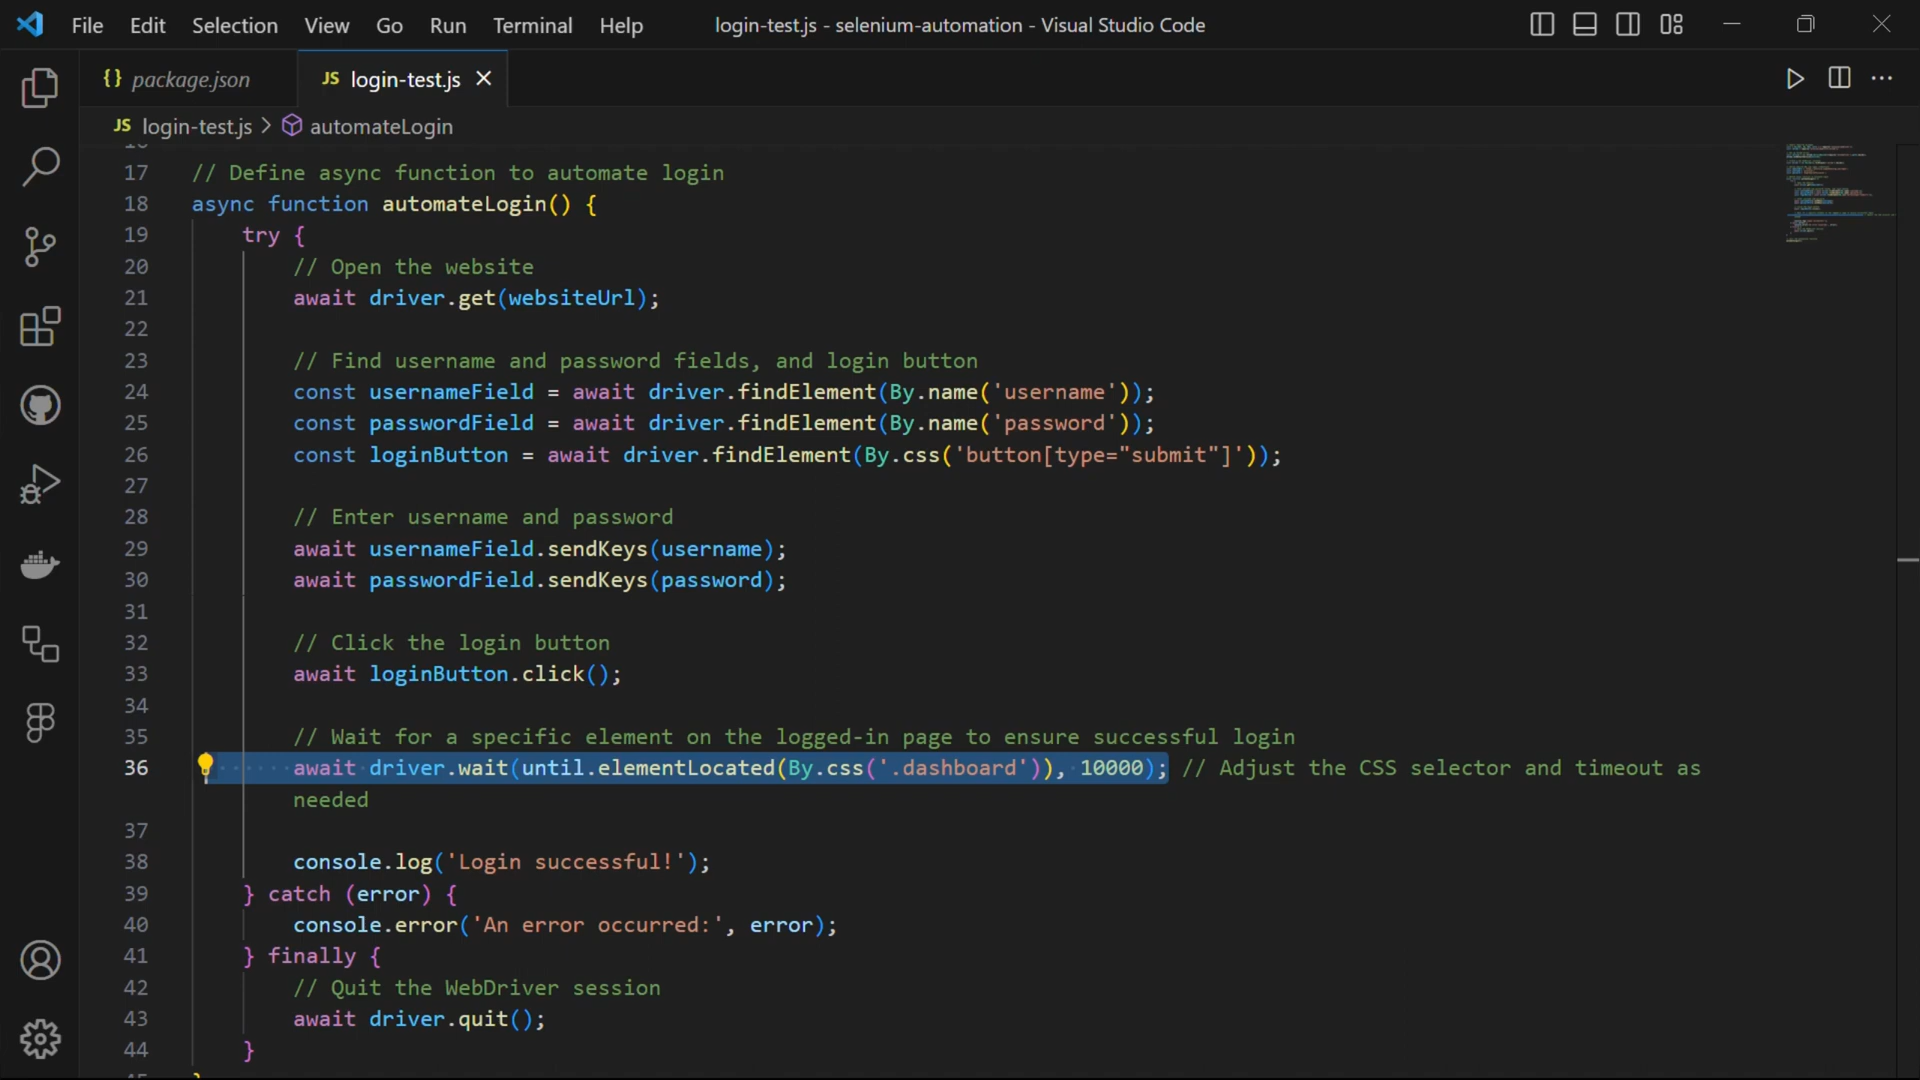 File Edit Selection View Go Run Terminal Help login-test.js - selenium-automation - Visual Studio Code
{} package.json JS login-test.js
JS login-test.js > automateLogin
17 // Define async function to automate login
18 async function automateLogin() {
19 try {
20 // Open the website
21 await driver.get(websiteUrl);
22
23 // Find username and password fields, and login button
24 const usernameField = await driver.findElement(By.name('username'));
25 const passwordField = await driver.findElement(By.name('password'));
26 const loginButton = await driver.findElement(By.css('button[type="submit"]'));
27
28 // Enter username and password
29 await usernameField.sendKeys(username);
30 await passwordField.sendKeys(password);
31
32 // Click the login button
33 await loginButton.click();
34
35 // Wait for a specific element on the logged-in page to ensure successful login
36 await driver.wait(until.elementLocated(By.css('.dashboard')), 10000); // Adjust the CSS selector and timeout as
needed
37
38 console.log('Login successful!');
39 } catch (error) {
40 console.error('An error occurred:', error);
41 } finally {
42 // Quit the WebDriver session
43 await driver.quit();
44 }